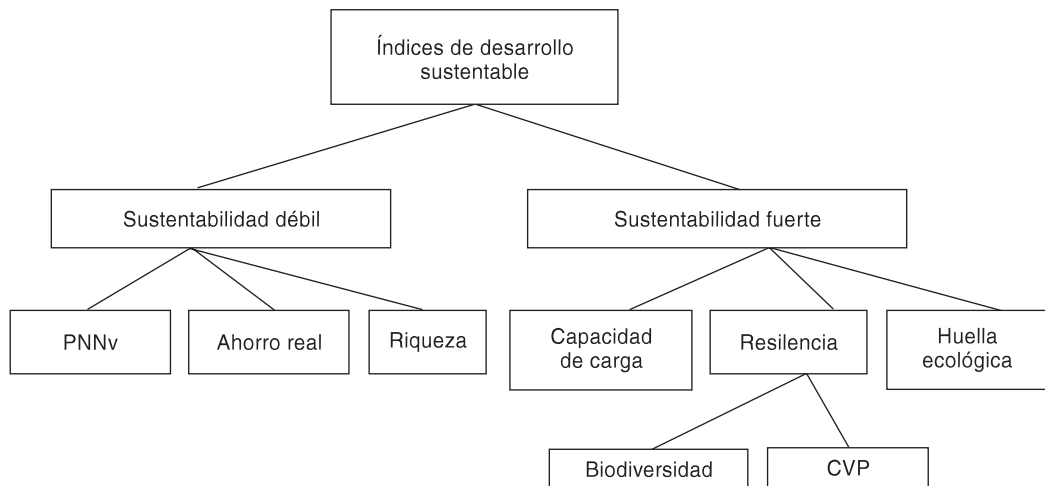 Índices de desarrollo
sustentable
Sustentabilidad débil
Sustentabilidad fuerte
PNNv
Ahorro real
Riqueza
Capacidad
de carga
Resilencia
Huella
ecológica
Biodiversidad
CVP